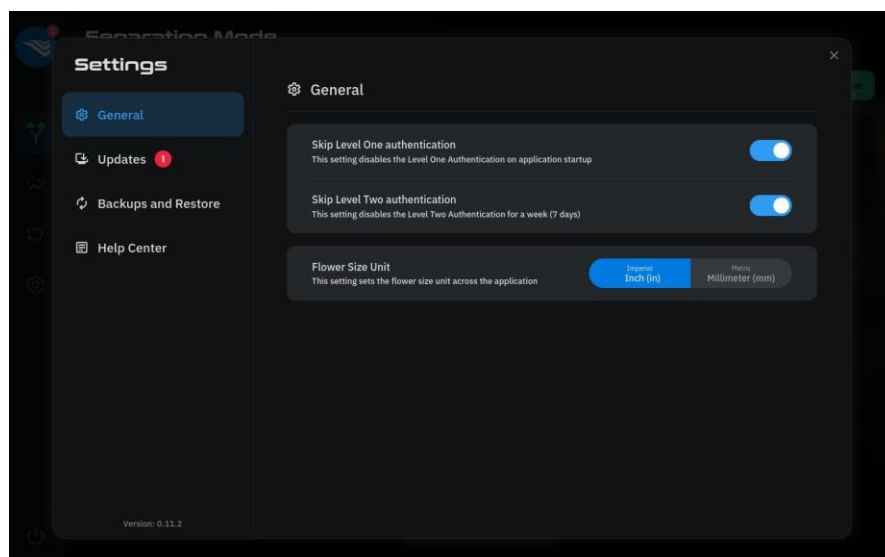 Separation Mode
Settings
General
Updates 1
Backups and Restore
Help Center
Version: 0.11.2
General
Skip Level One authentication
This setting disables the Level One Authentication on application startup
Skip Level Two authentication
This setting disables the Level Two Authentication for a week (7 days)
Flower Size Unit
This setting sets the flower size unit across the application
Imperial
Inch (in)
Metric
Millimeter (mm)